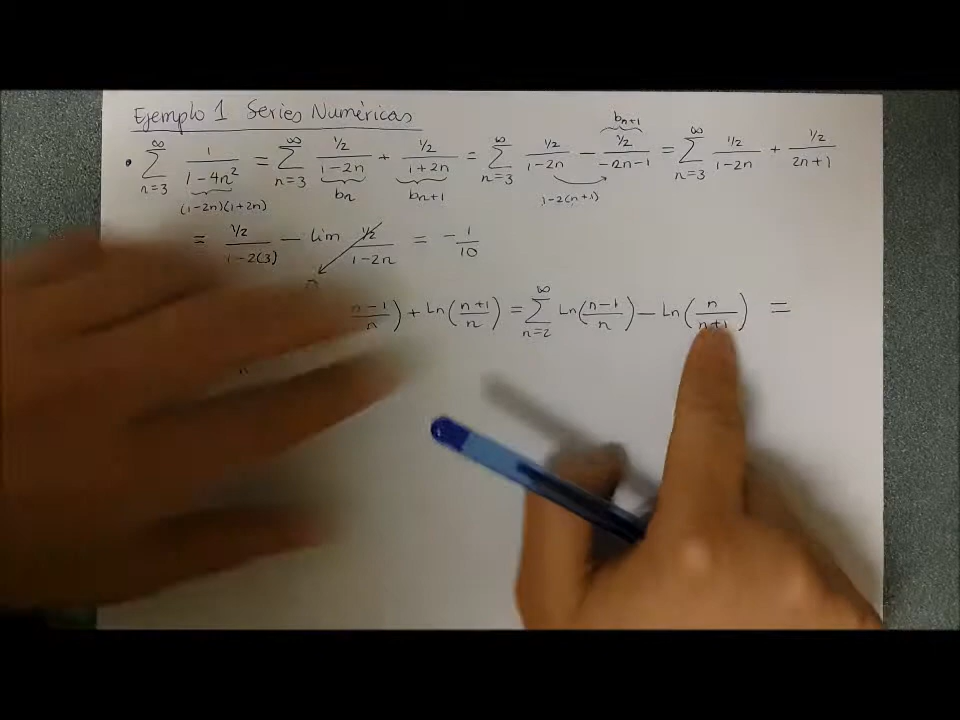 Ejemplo 1 Series Numéricas
• ∑_{n=3}^{∞} 1/(1-4n²) = ∑_{n=3}^{∞} (1/2)/(1-2n) + (1/2)/(1+2n) = ∑_{n=3}^{∞} (1/2)/(1-2n) - (1/2)/(-2n-1) = ∑_{n=3}^{∞} (1/2)/(1-2n) + (1/2)/(2n+1)
(1-2n)(1+2n) bn bn+1 bn+1 1-2(n+1)
= (1/2)/(1-2(3)) - lim (1/2)/(1-2n) = -1/10
n-1/n) + Ln(n+1/n) = ∑_{n=2}^{∞} Ln(n-1/n) - Ln(n/n+1) =
n